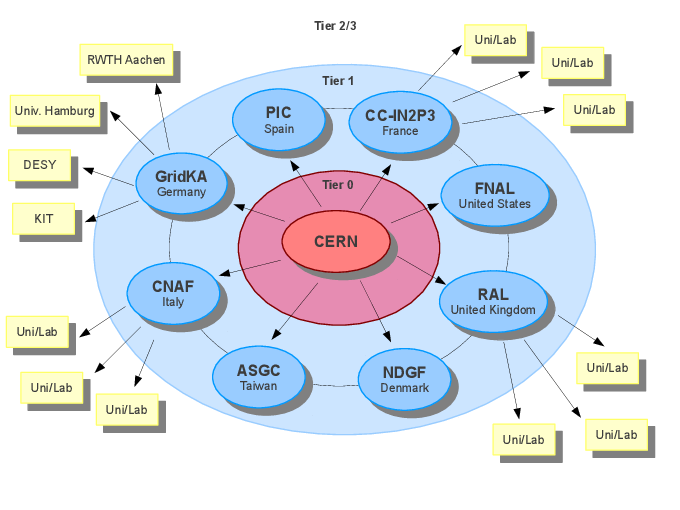 Tier 2/3
Uni/Lab
RWTH Aachen
Uni/Lab
Tier 1
Univ. Hamburg
PIC
Spain
CC-IN2P3
France
Uni/Lab
DESY
GridKA
Germany
Tier 0
FNAL
United States
KIT
CERN
CNAF
Italy
RAL
United Kingdom
Uni/Lab
Uni/Lab
ASGC
Taiwan
NDGF
Denmark
Uni/Lab
Uni/Lab
Uni/Lab
Uni/Lab
Uni/Lab